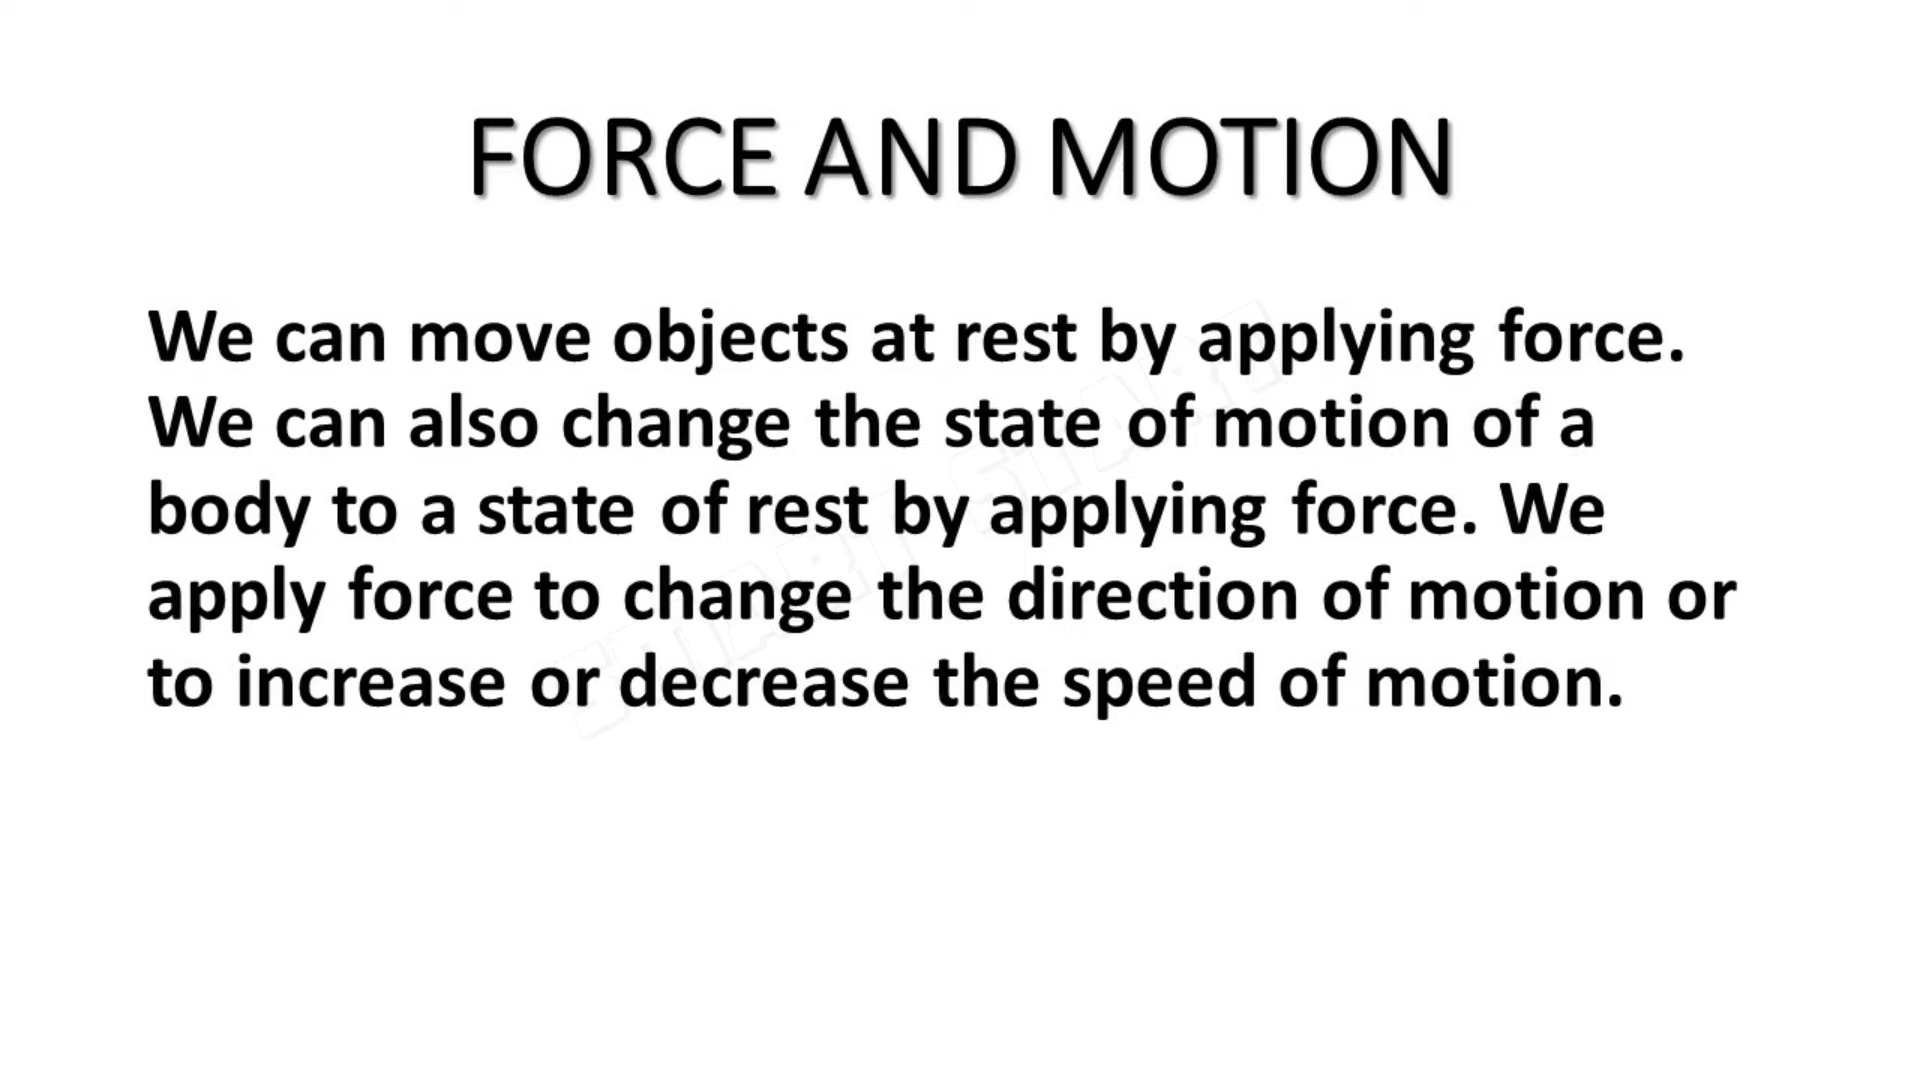 FORCE AND MOTION
We can move objects at rest by applying force.
We can also change the state of motion of a
body to a state of rest by applying force. We
apply force to change the direction of motion or
to increase or decrease the speed of motion.